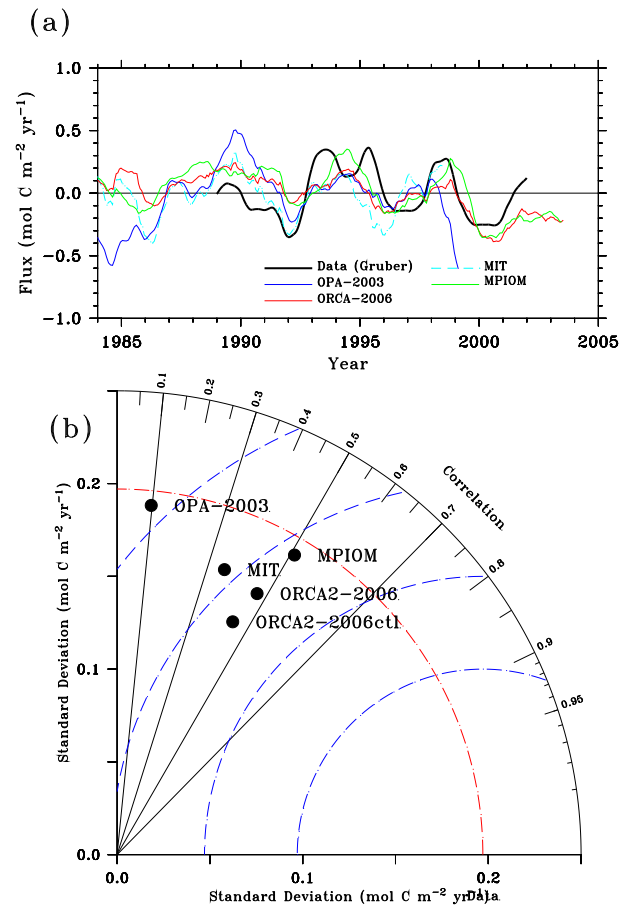 (a)
Flux (mol C m−2 yr−1)
1.0
0.5
0.0
−0.5
−1.0
Data (Gruber)
OPA−2003
ORCA−2006
MIT
MPIOM
1985 1990 1995 2000 2005
Year
(b)
Standard Deviation (mol C m−2 yr−1)
0.2
0.1
0.0
0.1 0.2 0.3 0.4 0.5 0.6 0.7 0.8 0.9 0.95
Correlation
OPA−2003
MPIOM
MIT
ORCA2−2006
ORCA2−2006ctl
0.0 0.1 0.2
Standard Deviation (mol C m−2 yr−1)
Data